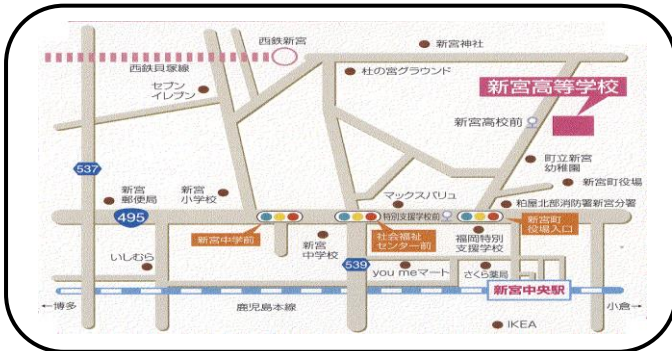 西鉄新宮
新宮神社
西鉄貝塚線
杜の宮グラウンド
セブン
イレブン
新宮高等学校
新宮高校前
537
町立新宮
幼稚園
新宮町役場
新宮
郵便局
新宮
小学校
マックスバリュ
粕屋北部消防署新宮分署
495
特別支援学校前
新宮中学前
新宮
中学校
社会福祉
センター前
福岡特別
支援学校
新宮町
役場入口
いしむら
539
you meマート
さくら薬局
新宮中央駅
←博多
鹿児島本線
小倉→
IKEA